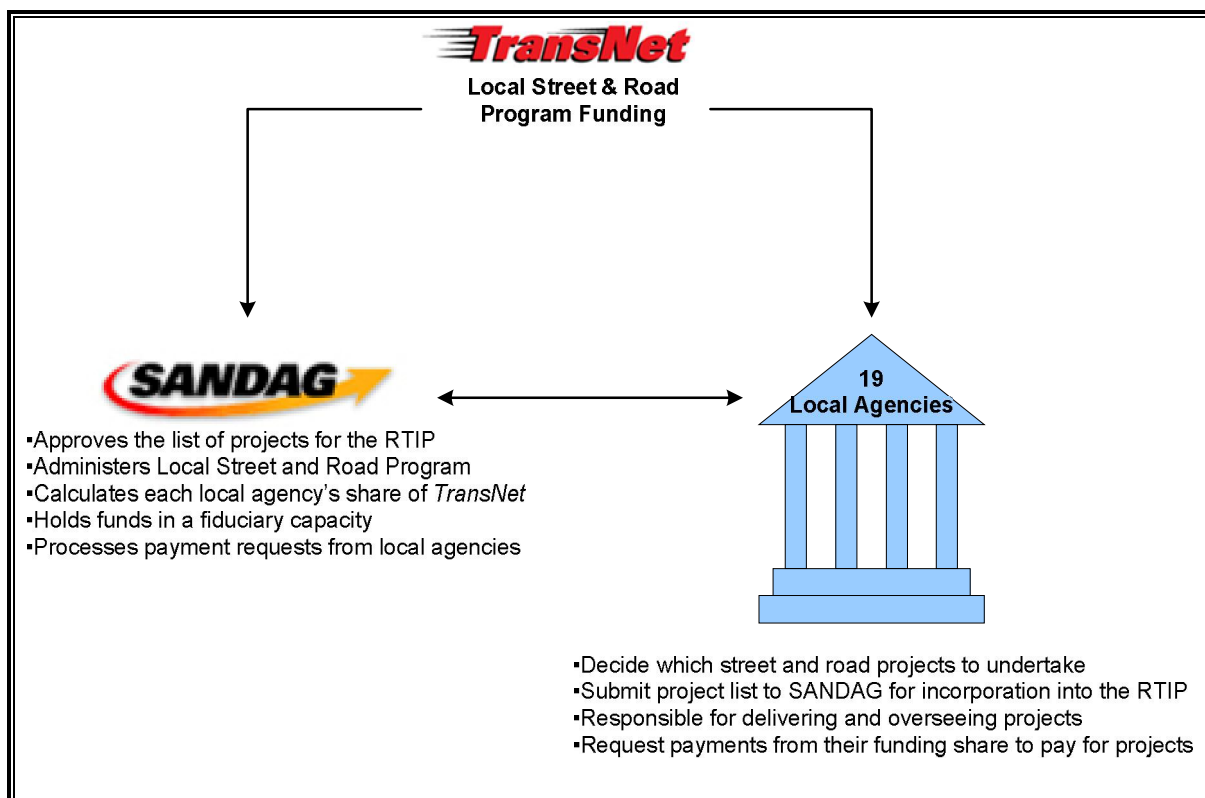 TransNet
Local Street & Road
Program Funding
SANDAG
▪Approves the list of projects for the RTIP
▪Administers Local Street and Road Program
▪Calculates each local agency’s share of TransNet
▪Holds funds in a fiduciary capacity
▪Processes payment requests from local agencies
19
Local Agencies
▪Decide which street and road projects to undertake
▪Submit project list to SANDAG for incorporation into the RTIP
▪Responsible for delivering and overseeing projects
▪Request payments from their funding share to pay for projects